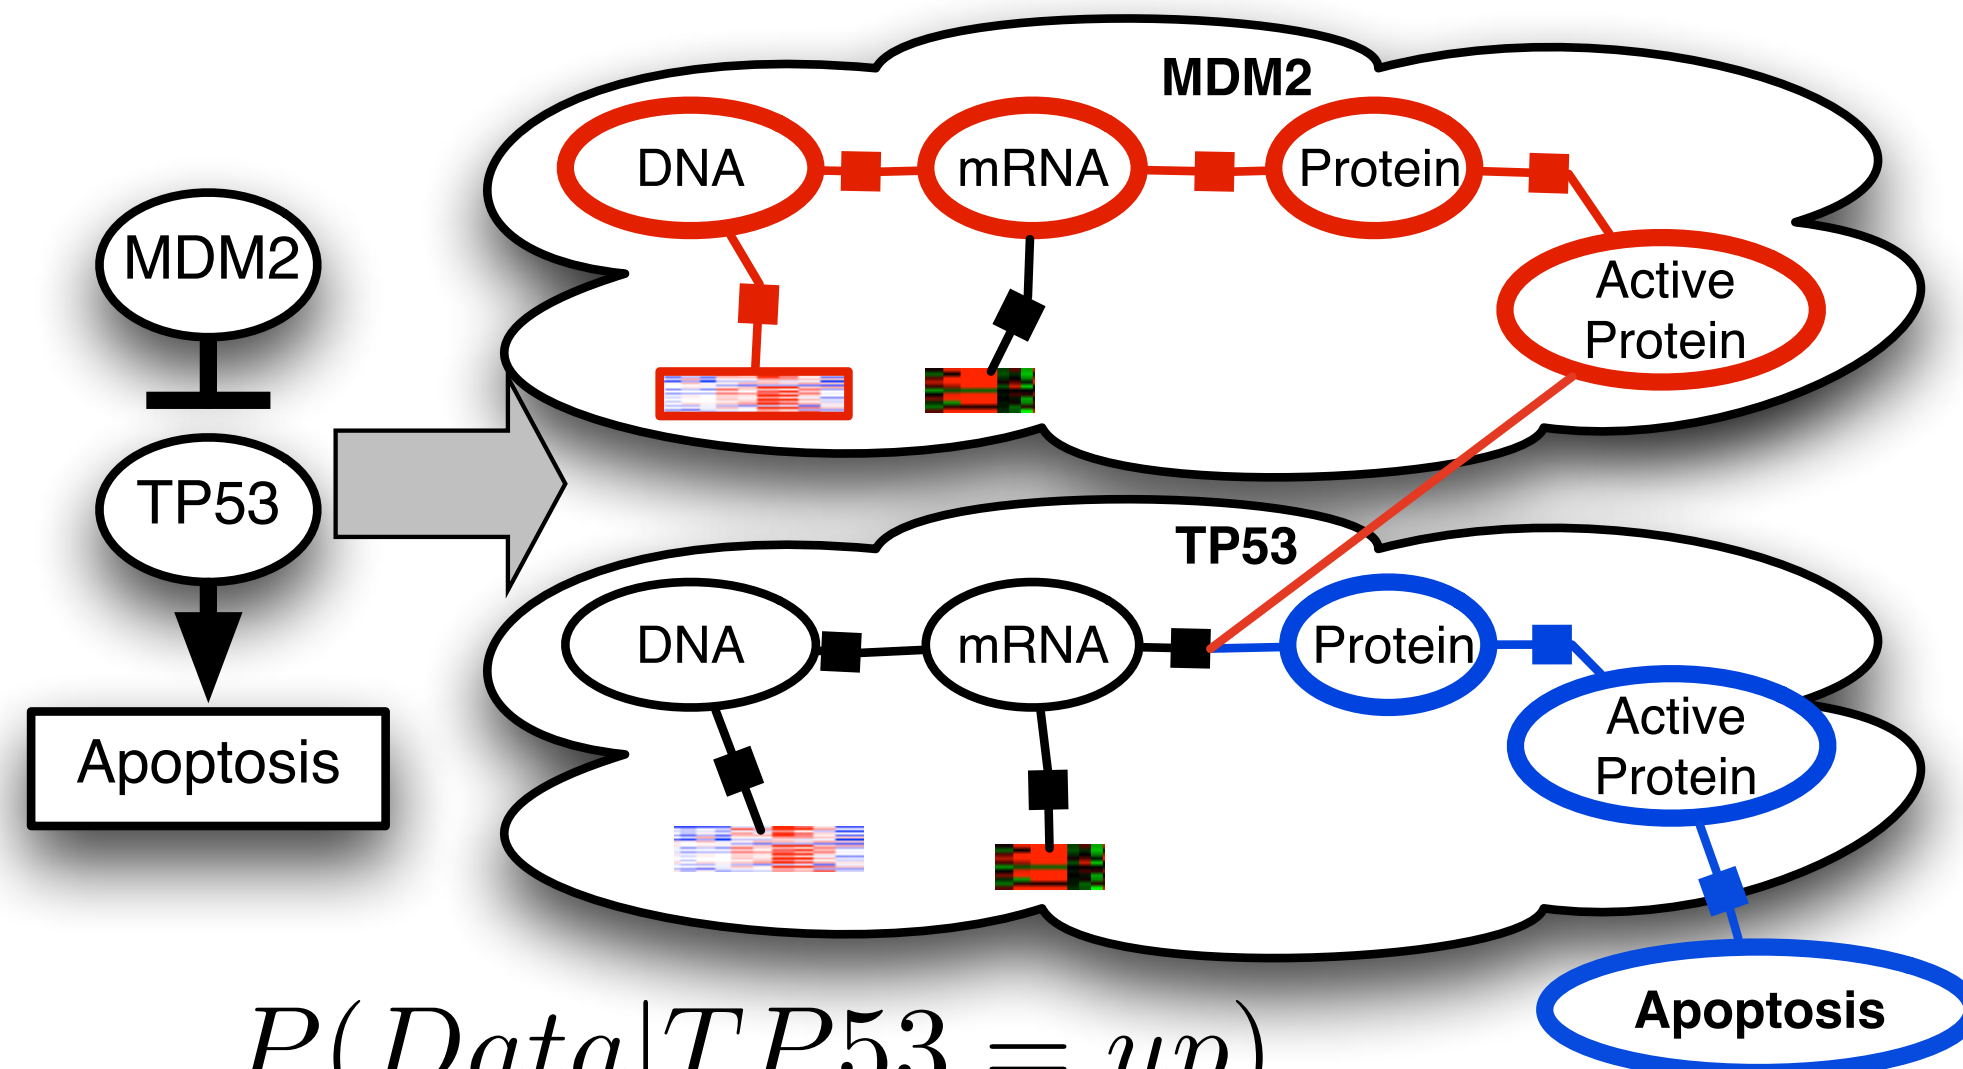 MDM2
TP53
Apoptosis
MDM2
DNA
mRNA
Protein
Active
Protein
TP53
DNA
mRNA
Protein
Active
Protein
Apoptosis
P(Data|TP53 = up)